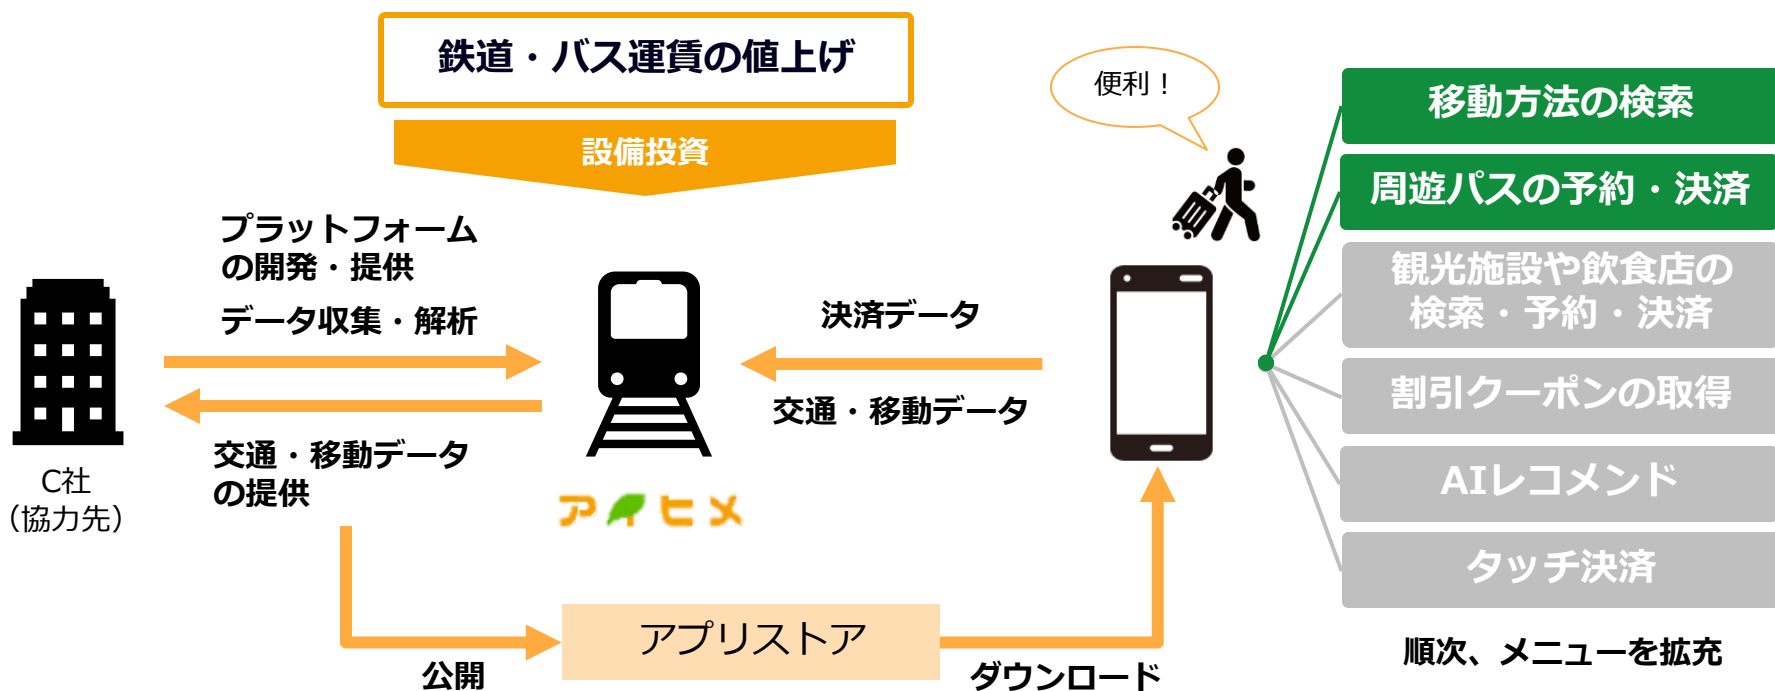 鉄道・バス運賃の値上げ
設備投資
便利！
プラットフォーム
の開発・提供
データ収集・解析
交通・移動データ
の提供
C社
（協力先）
アイヒメ
決済データ
交通・移動データ
公開
アプリストア
ダウンロード
移動方法の検索
周遊パスの予約・決済
観光施設や飲食店の
検索・予約・決済
割引クーポンの取得
AIレコメンド
タッチ決済
順次、メニューを拡充